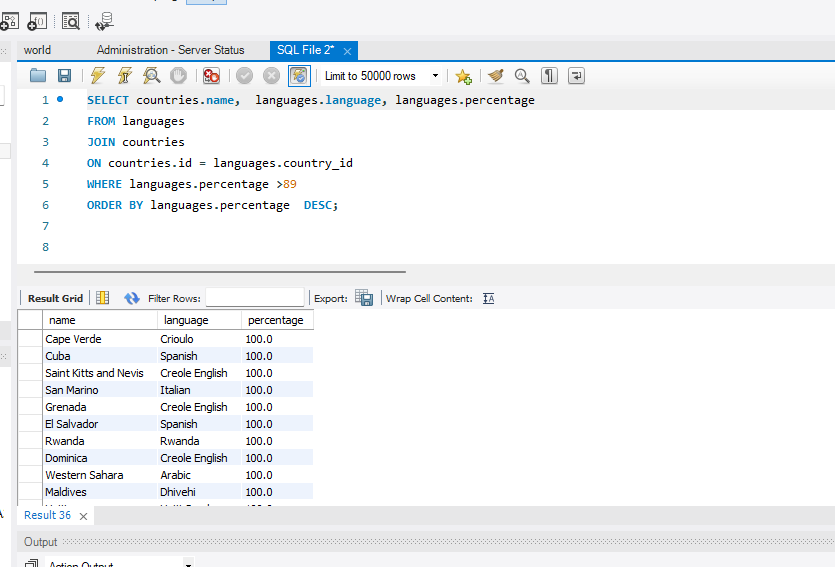 world Administration - Server Status SQL File 2*
Limit to 50000 rows
1 SELECT countries.name,  languages.language, languages.percentage
2 FROM languages
3 JOIN countries
4 ON countries.id = languages.country_id
5 WHERE languages.percentage >89
6 ORDER BY languages.percentage  DESC;
7
8
Result Grid Filter Rows: Export: Wrap Cell Content:
name language percentage
Cape Verde Crioulo 100.0
Cuba Spanish 100.0
Saint Kitts and Nevis Creole English 100.0
San Marino Italian 100.0
Grenada Creole English 100.0
El Salvador Spanish 100.0
Rwanda Rwanda 100.0
Dominica Creole English 100.0
Western Sahara Arabic 100.0
Maldives Dhivehi 100.0
Result 36
Output
Action Output